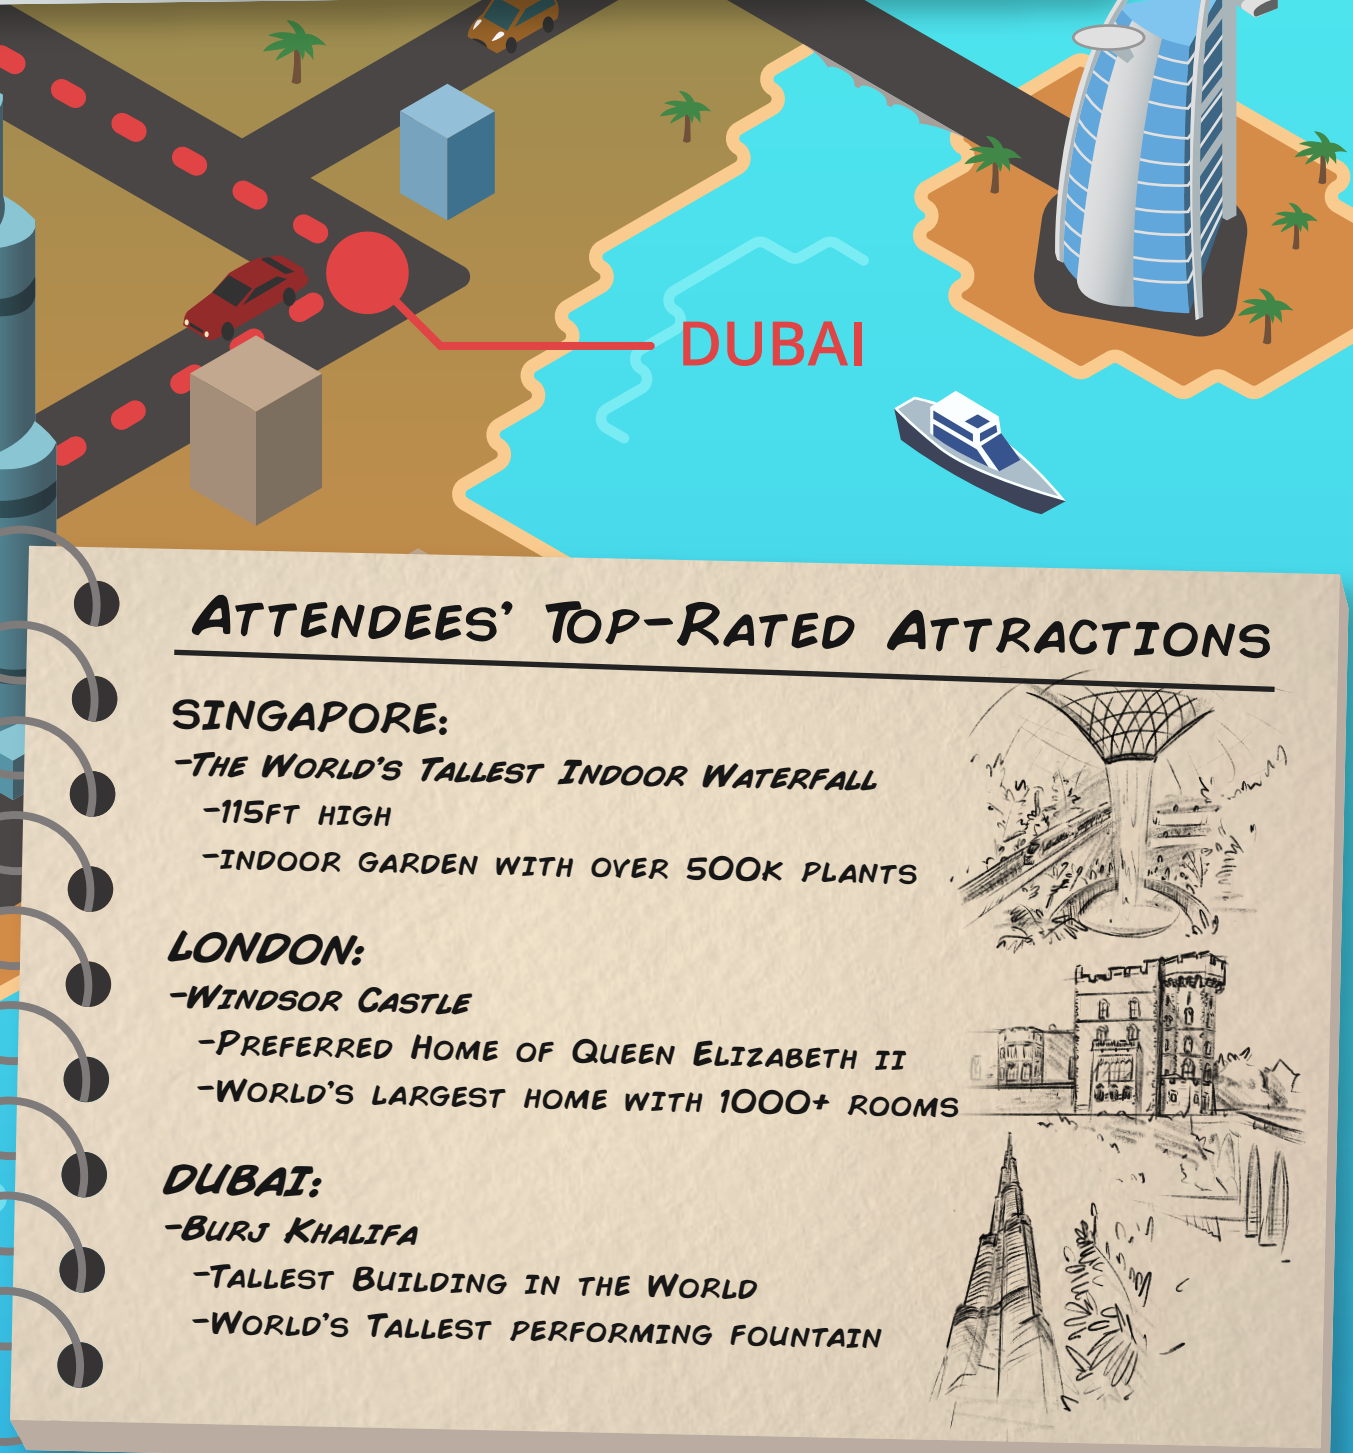 DUBAI
ATTENDEES' TOP-RATED ATTRACTIONS
SINGAPORE:
-THE WORLD'S TALLEST INDOOR WATERFALL
-115FT HIGH
-INDOOR GARDEN WITH OVER 500K PLANTS
LONDON:
-WINDSOR CASTLE
-PREFERRED HOME OF QUEEN ELIZABETH II
-WORLD'S LARGEST HOME WITH 1000+ ROOMS
DUBAI:
-BURJ KHALIFA
-TALLEST BUILDING IN THE WORLD
-WORLD'S TALLEST PERFORMING FOUNTAIN